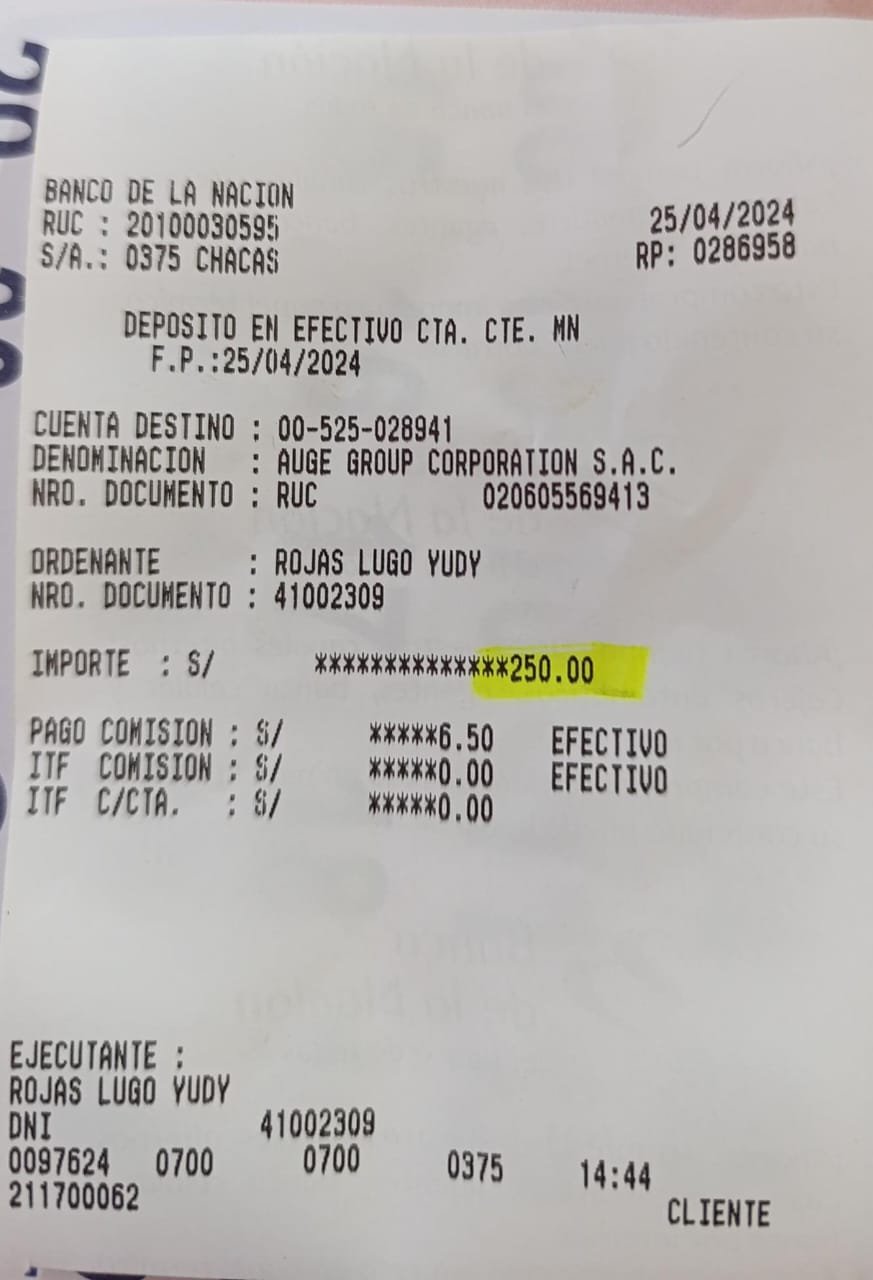 BANCO DE LA NACION
RUC : 20100030595
25/04/2024
S/A.: 0375 CHACAS
RP: 0286958
DEPOSITO EN EFECTIVO CTA. CTE. MN
F.P.:25/04/2024
CUENTA DESTINO : 00-525-028941
DENOMINACION : AUGE GROUP CORPORATION S.A.C.
NRO. DOCUMENTO : RUC 020605569413
ORDENANTE : ROJAS LUGO YUDY
NRO. DOCUMENTO : 41002309
IMPORTE : S/ **************250.00
PAGO COMISION : S/ *****6.50 EFECTIVO
ITF COMISION : S/ *****0.00 EFECTIVO
ITF C/CTA. : S/ *****0.00
EJECUTANTE :
ROJAS LUGO YUDY
DNI 41002309
0097624 0700 0700 0375 14:44
211700062
CLIENTE